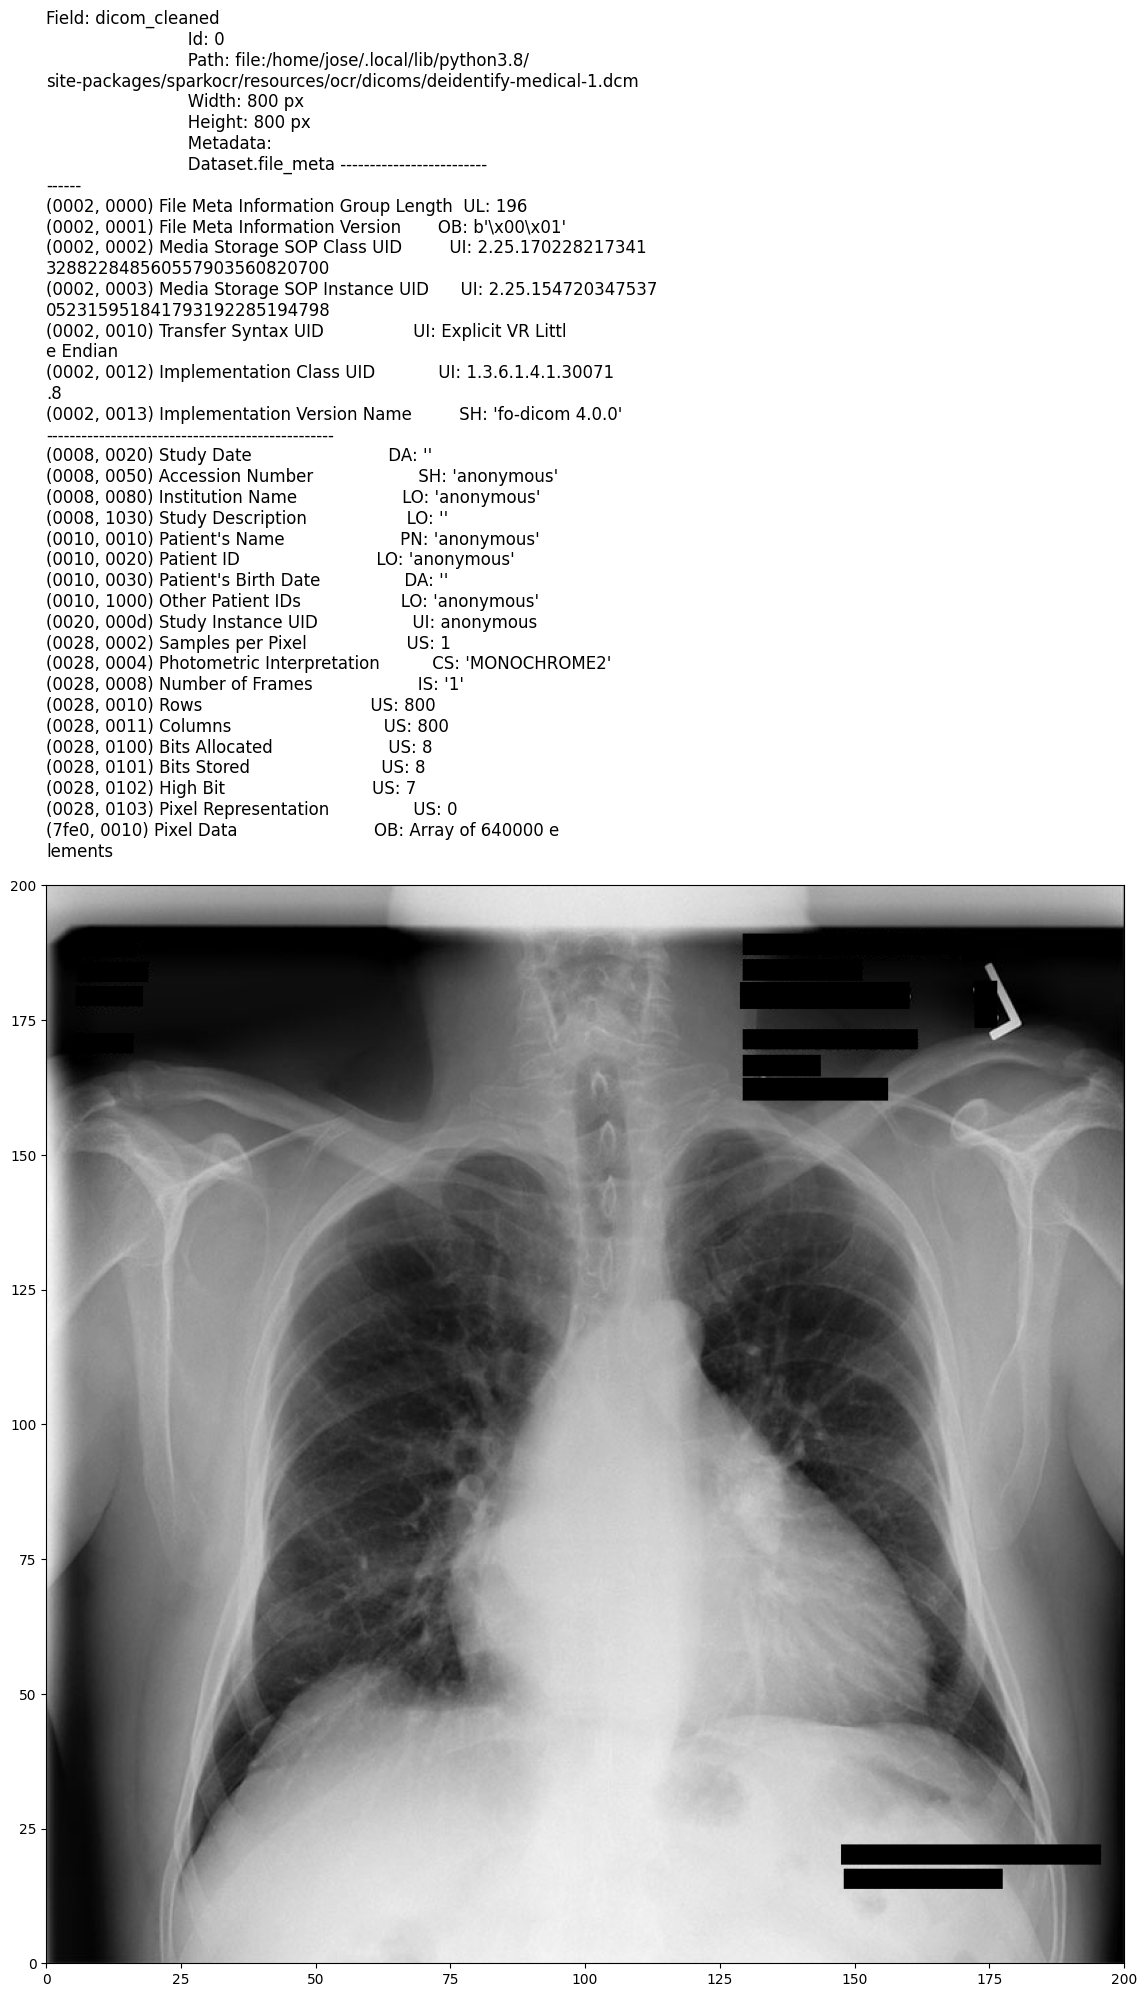 Field: dicom_cleaned
Id: 0
Path: file:/home/jose/.local/lib/python3.8/
site-packages/sparkocr/resources/ocr/dicoms/deidentify-medical-1.dcm
Width: 800 px
Height: 800 px
Metadata:
Dataset.file_meta -------------------------
------
(0002, 0000) File Meta Information Group Length  UL: 196
(0002, 0001) File Meta Information Version       OB: b'\x00\x01'
(0002, 0002) Media Storage SOP Class UID         UI: 2.25.170228217341
3288228485605579035608​20700
(0002, 0003) Media Storage SOP Instance UID      UI: 2.25.154720347537
052315951841793192285194798
(0002, 0010) Transfer Syntax UID                 UI: Explicit VR Littl
e Endian
(0002, 0012) Implementation Class UID            UI: 1.3.6.1.4.1.30071
.8
(0002, 0013) Implementation Version Name         SH: 'fo-dicom 4.0.0'
-------------------------------------------------
(0008, 0020) Study Date                          DA: ''
(0008, 0050) Accession Number                    SH: 'anonymous'
(0008, 0080) Institution Name                    LO: 'anonymous'
(0008, 1030) Study Description                   LO: ''
(0010, 0010) Patient's Name                      PN: 'anonymous'
(0010, 0020) Patient ID                          LO: 'anonymous'
(0010, 0030) Patient's Birth Date                DA: ''
(0010, 1000) Other Patient IDs                   LO: 'anonymous'
(0020, 000d) Study Instance UID                  UI: anonymous
(0028, 0002) Samples per Pixel                   US: 1
(0028, 0004) Photometric Interpretation          CS: 'MONOCHROME2'
(0028, 0008) Number of Frames                    IS: '1'
(0028, 0010) Rows                                US: 800
(0028, 0011) Columns                             US: 800
(0028, 0100) Bits Allocated                      US: 8
(0028, 0101) Bits Stored                         US: 8
(0028, 0102) High Bit                            US: 7
(0028, 0103) Pixel Representation                US: 0
(7fe0, 0010) Pixel Data                          OB: Array of 640000 e
lements
200
175
150
125
100
75
50
25
0
0 25 50 75 100 125 150 175 200